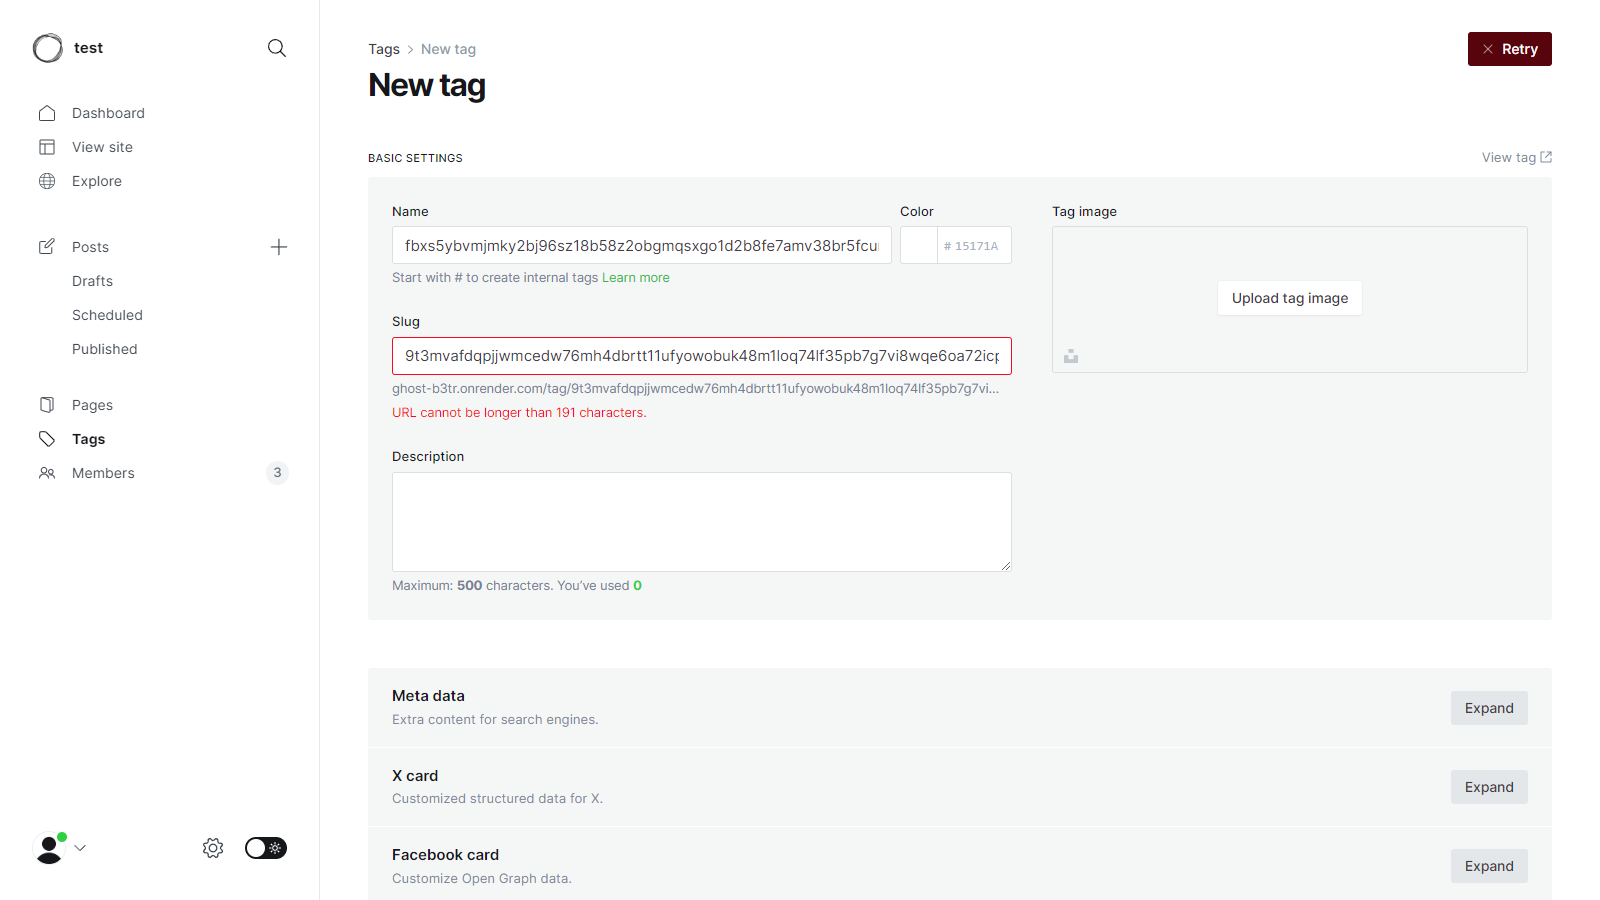 test
Dashboard
View site
Explore
Posts
Drafts
Scheduled
Published
Pages
Tags
Members 3
Tags > New tag
New tag
Retry
BASIC SETTINGS
View tag
Name
fbxs5ybvmjmky2bj96sz18b58z2obgmqsxgo1d2b8fe7amv38br5fcu
Start with # to create internal tags Learn more
Color
# 15171A
Slug
9t3mvafdqpjjwmcedw76mh4dbrtt11ufyowobuk48m1loq74lf35pb7g7vi8wqe6oa72icp
ghost-b3tr.onrender.com/tag/9t3mvafdqpjjwmcedw76mh4dbrtt11ufyowobuk48m1loq74lf35pb7g7vi...
URL cannot be longer than 191 characters.
Description
Maximum: 500 characters. You’ve used 0
Tag image
Upload tag image
Meta data
Extra content for search engines.
Expand
X card
Customized structured data for X.
Expand
Facebook card
Customize Open Graph data.
Expand